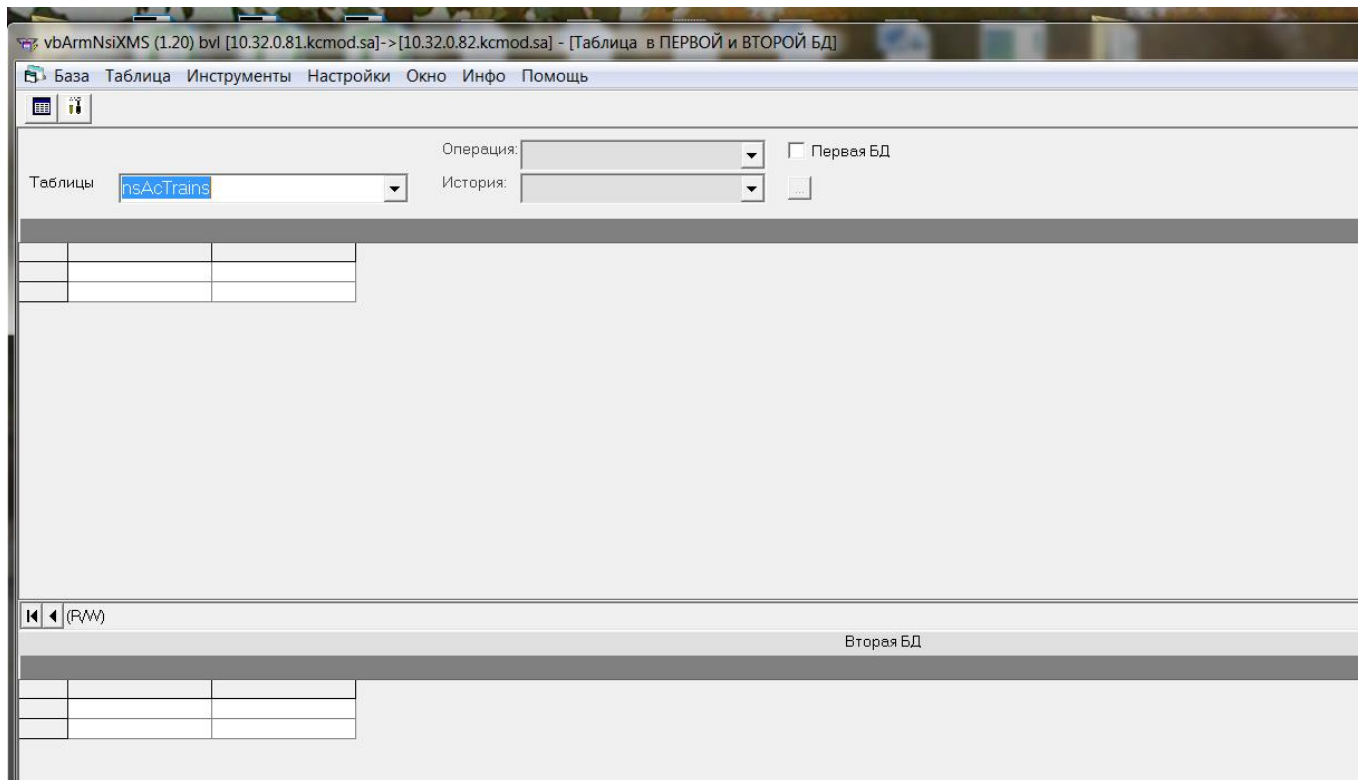 vbArmNsiXMS (1.20) bvl [10.32.0.81.kcmod.sa]->[10.32.0.82.kcmod.sa] - [Таблица в ПЕРВОЙ и ВТОРОЙ БД]
База Таблица Инструменты Настройки Окно Инфо Помощь
Операция: Первая БД
Таблицы nsAcTrains История: ...
(R/W)
Вторая БД